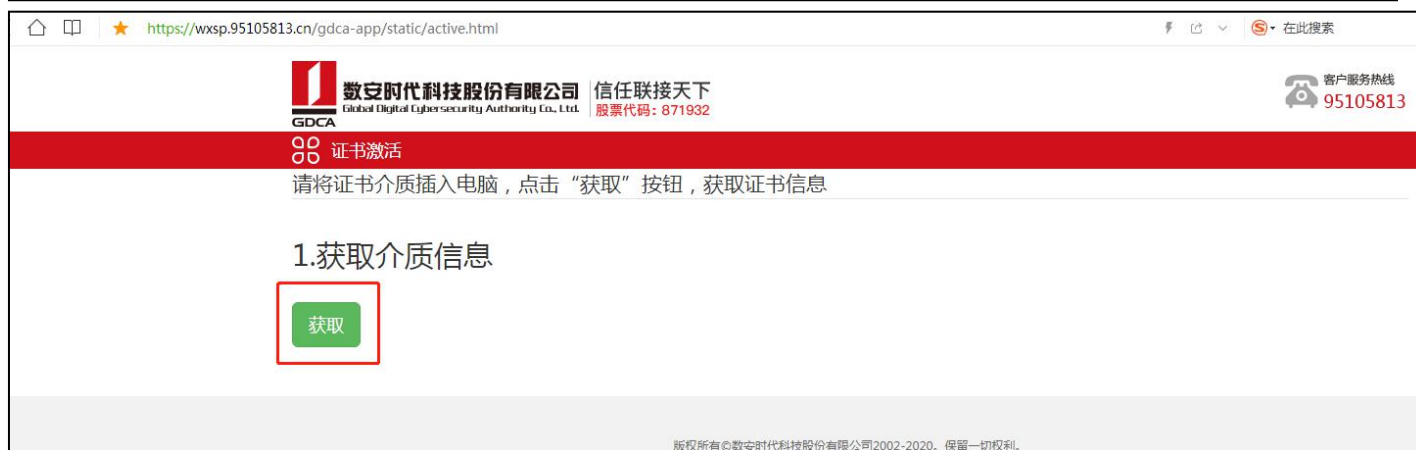 https://wxsp.95105813.cn/gdca-app/static/active.html
在此搜索
数安时代科技股份有限公司
Global Digital Cybersecurity Authority Co., Ltd.
GDCA
信任联接天下
股票代码：871932
客户服务热线
95105813
证书激活
请将证书介质插入电脑，点击“获取”按钮，获取证书信息
1.获取介质信息
获取
版权所有©数安时代科技股份有限公司2002-2020。保留一切权利。